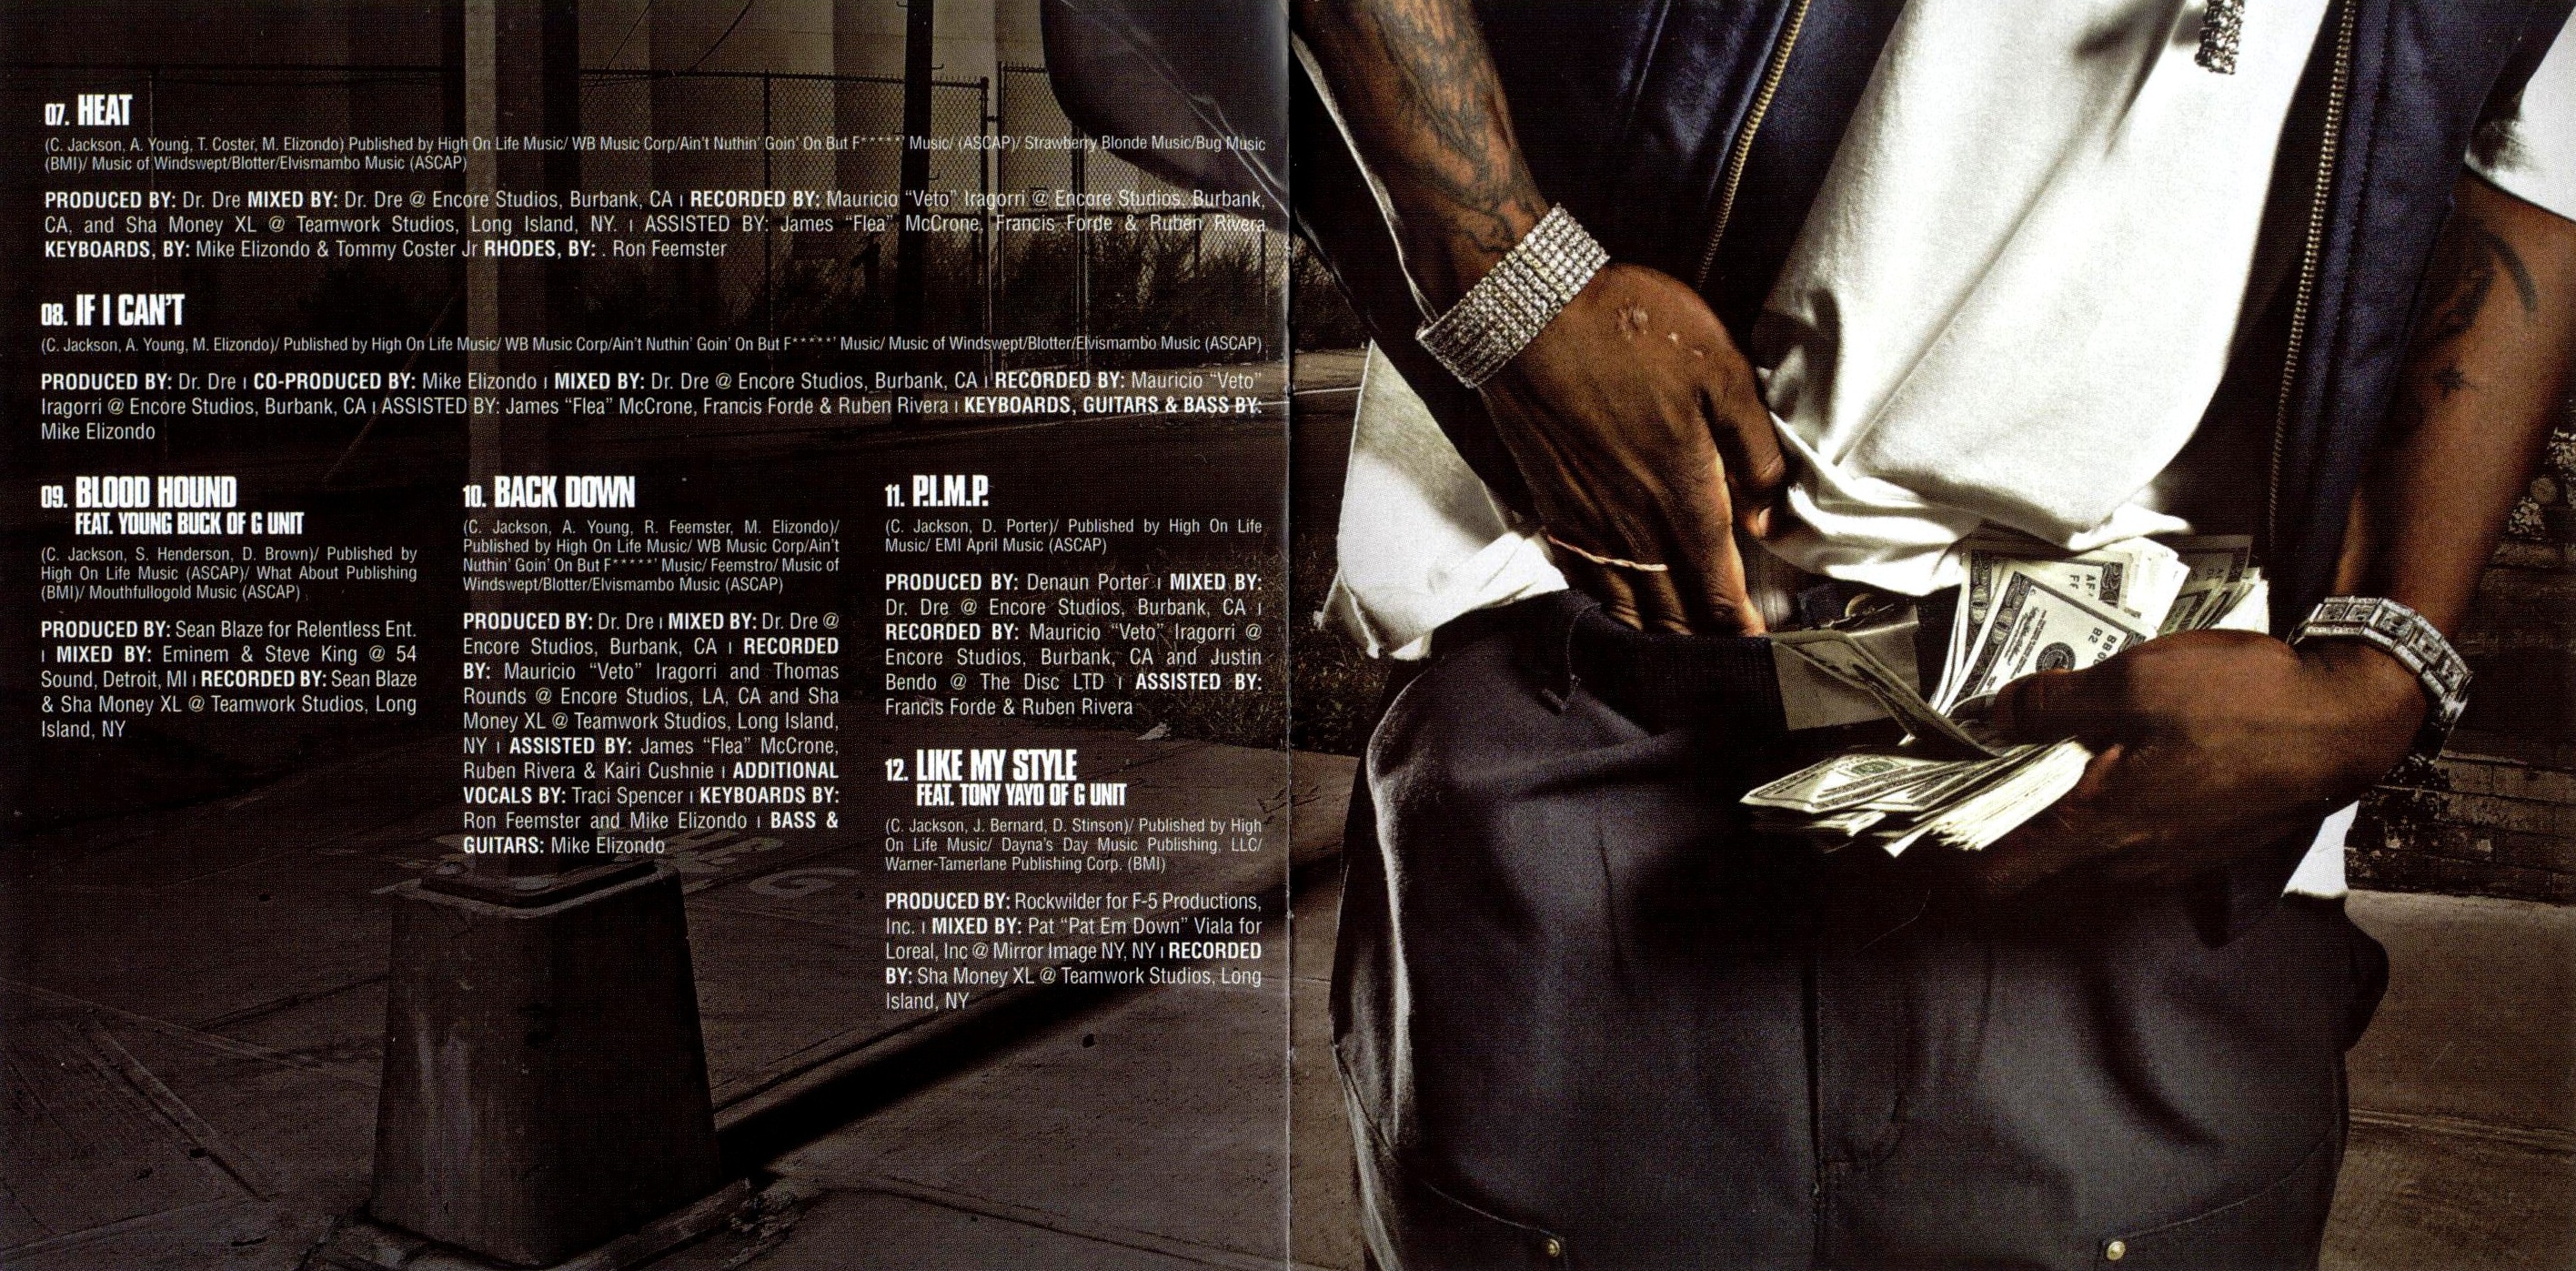 07. HEAT
(C. Jackson, A. Young, T. Coster, M. Elizondo) Published by High On Life Music/ WB Music Corp/Ain't Nuthin' Goin' On But F*****' Music/ (ASCAP)/ Strawberry Blonde Music/Bug Music
(BMI)/ Music of Windswept/Blotter/Elvismambo Music (ASCAP)
PRODUCED BY: Dr. Dre MIXED BY: Dr. Dre @ Encore Studios, Burbank, CA I RECORDED BY: Mauricio “Veto” Iragorri @ Encore Studios. Burbank,
CA, and Sha Money XL @ Teamwork Studios, Long Island, NY. I ASSISTED BY: James “Flea” McCrone, Francis Forde & Ruben Rivera
KEYBOARDS, BY: Mike Elizondo & Tommy Coster Jr RHODES, BY: . Ron Feemster
08. IF I CAN'T
(C. Jackson, A. Young, M. Elizondo)/ Published by High On Life Music/ WB Music Corp/Ain't Nuthin' Goin' On But F*****' Music/ Music of Windswept/Blotter/Elvismambo Music (ASCAP)
PRODUCED BY: Dr. Dre I CO-PRODUCED BY: Mike Elizondo I MIXED BY: Dr. Dre @ Encore Studios, Burbank, CA I RECORDED BY: Mauricio “Veto”
Iragorri @ Encore Studios, Burbank, CA I ASSISTED BY: James “Flea” McCrone, Francis Forde & Ruben Rivera I KEYBOARDS, GUITARS & BASS BY:
Mike Elizondo
09. BLOOD HOUND
FEAT. YOUNG BUCK OF G UNIT
(C. Jackson, S. Henderson, D. Brown)/ Published by
High On Life Music (ASCAP)/ What About Publishing
(BMI)/ Mouthfullogold Music (ASCAP)
PRODUCED BY: Sean Blaze for Relentless Ent.
I MIXED BY: Eminem & Steve King @ 54
Sound, Detroit, MI I RECORDED BY: Sean Blaze
& Sha Money XL @ Teamwork Studios, Long
Island, NY
10. BACK DOWN
(C. Jackson, A. Young, R. Feemster, M. Elizondo)/
Published by High On Life Music/ WB Music Corp/Ain't
Nuthin' Goin' On But F*****' Music/ Feemstro/ Music of
Windswept/Blotter/Elvismambo Music (ASCAP)
PRODUCED BY: Dr. Dre I MIXED BY: Dr. Dre @
Encore Studios, Burbank, CA I RECORDED
BY: Mauricio “Veto” Iragorri and Thomas
Rounds @ Encore Studios, LA, CA and Sha
Money XL @ Teamwork Studios, Long Island,
NY I ASSISTED BY: James “Flea” McCrone,
Ruben Rivera & Kairi Cushnie I ADDITIONAL
VOCALS BY: Traci Spencer I KEYBOARDS BY:
Ron Feemster and Mike Elizondo I BASS &
GUITARS: Mike Elizondo
11. P.I.M.P.
(C. Jackson, D. Porter)/ Published by High On Life
Music/ EMI April Music (ASCAP)
PRODUCED BY: Denaun Porter I MIXED BY:
Dr. Dre @ Encore Studios, Burbank, CA I
RECORDED BY: Mauricio “Veto” Iragorri @
Encore Studios, Burbank, CA and Justin
Bendo @ The Disc LTD I ASSISTED BY:
Francis Forde & Ruben Rivera
12. LIKE MY STYLE
FEAT. TONY YAYO OF G UNIT
(C. Jackson, J. Bernard, D. Stinson)/ Published by High
On Life Music/ Dayna's Day Music Publishing, LLC/
Warner-Tamerlane Publishing Corp. (BMI)
PRODUCED BY: Rockwilder for F-5 Productions,
Inc. I MIXED BY: Pat “Pat Em Down” Viala for
Loreal, Inc @ Mirror Image NY, NY I RECORDED
BY: Sha Money XL @ Teamwork Studios, Long
Island, NY